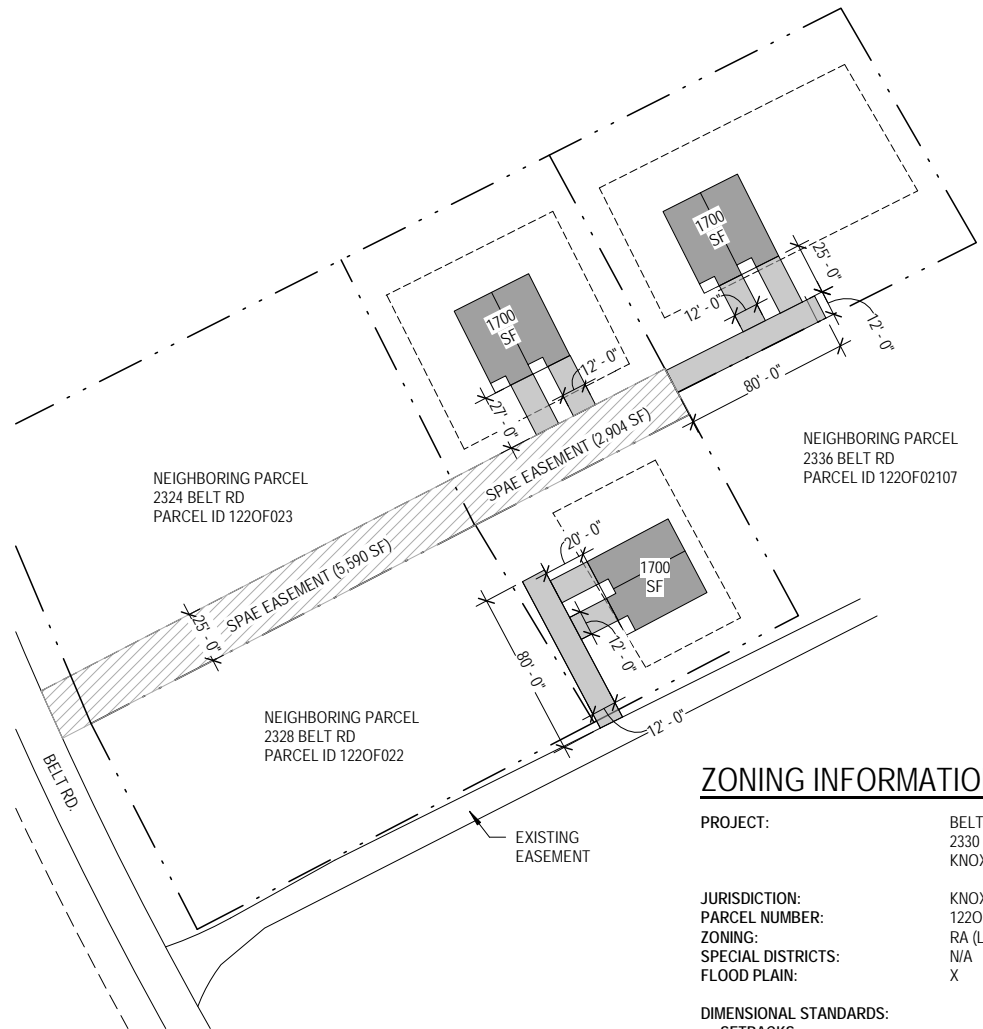 1700
SF
25' - 0"
12' - 0"
12' - 0"
80' - 0"
1700
SF
12' - 0"
27' - 0"
SPAE EASEMENT (2,904 SF)
NEIGHBORING PARCEL
2336 BELT RD
PARCEL ID 122OF02107
NEIGHBORING PARCEL
2324 BELT RD
PARCEL ID 122OF023
SPAE EASEMENT (5,590 SF)
25' - 0"
20' - 0"
1700
SF
12' - 0"
80' - 0"
12' - 0"
NEIGHBORING PARCEL
2328 BELT RD
PARCEL ID 122OF022
BELT RD.
EXISTING
EASEMENT
ZONING INFORMATIO
PROJECT: BELT
2330
KNOX
JURISDICTION: KNOX
PARCEL NUMBER: 122O
ZONING: RA (L
SPECIAL DISTRICTS: N/A
FLOOD PLAIN: X
DIMENSIONAL STANDARDS: